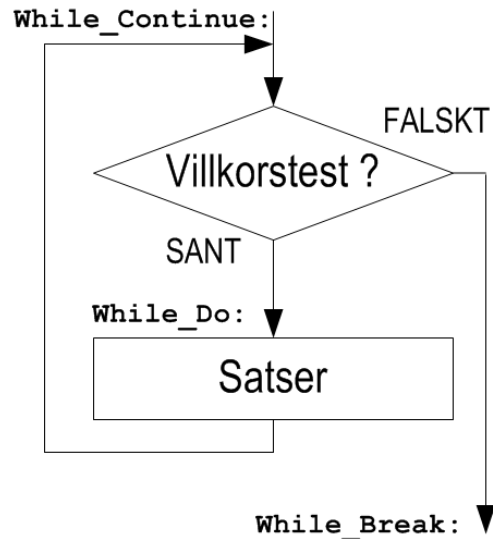 While_Continue:
FALSKT
Villkorstest ?
SANT
While_Do:
Satser
While_Break: